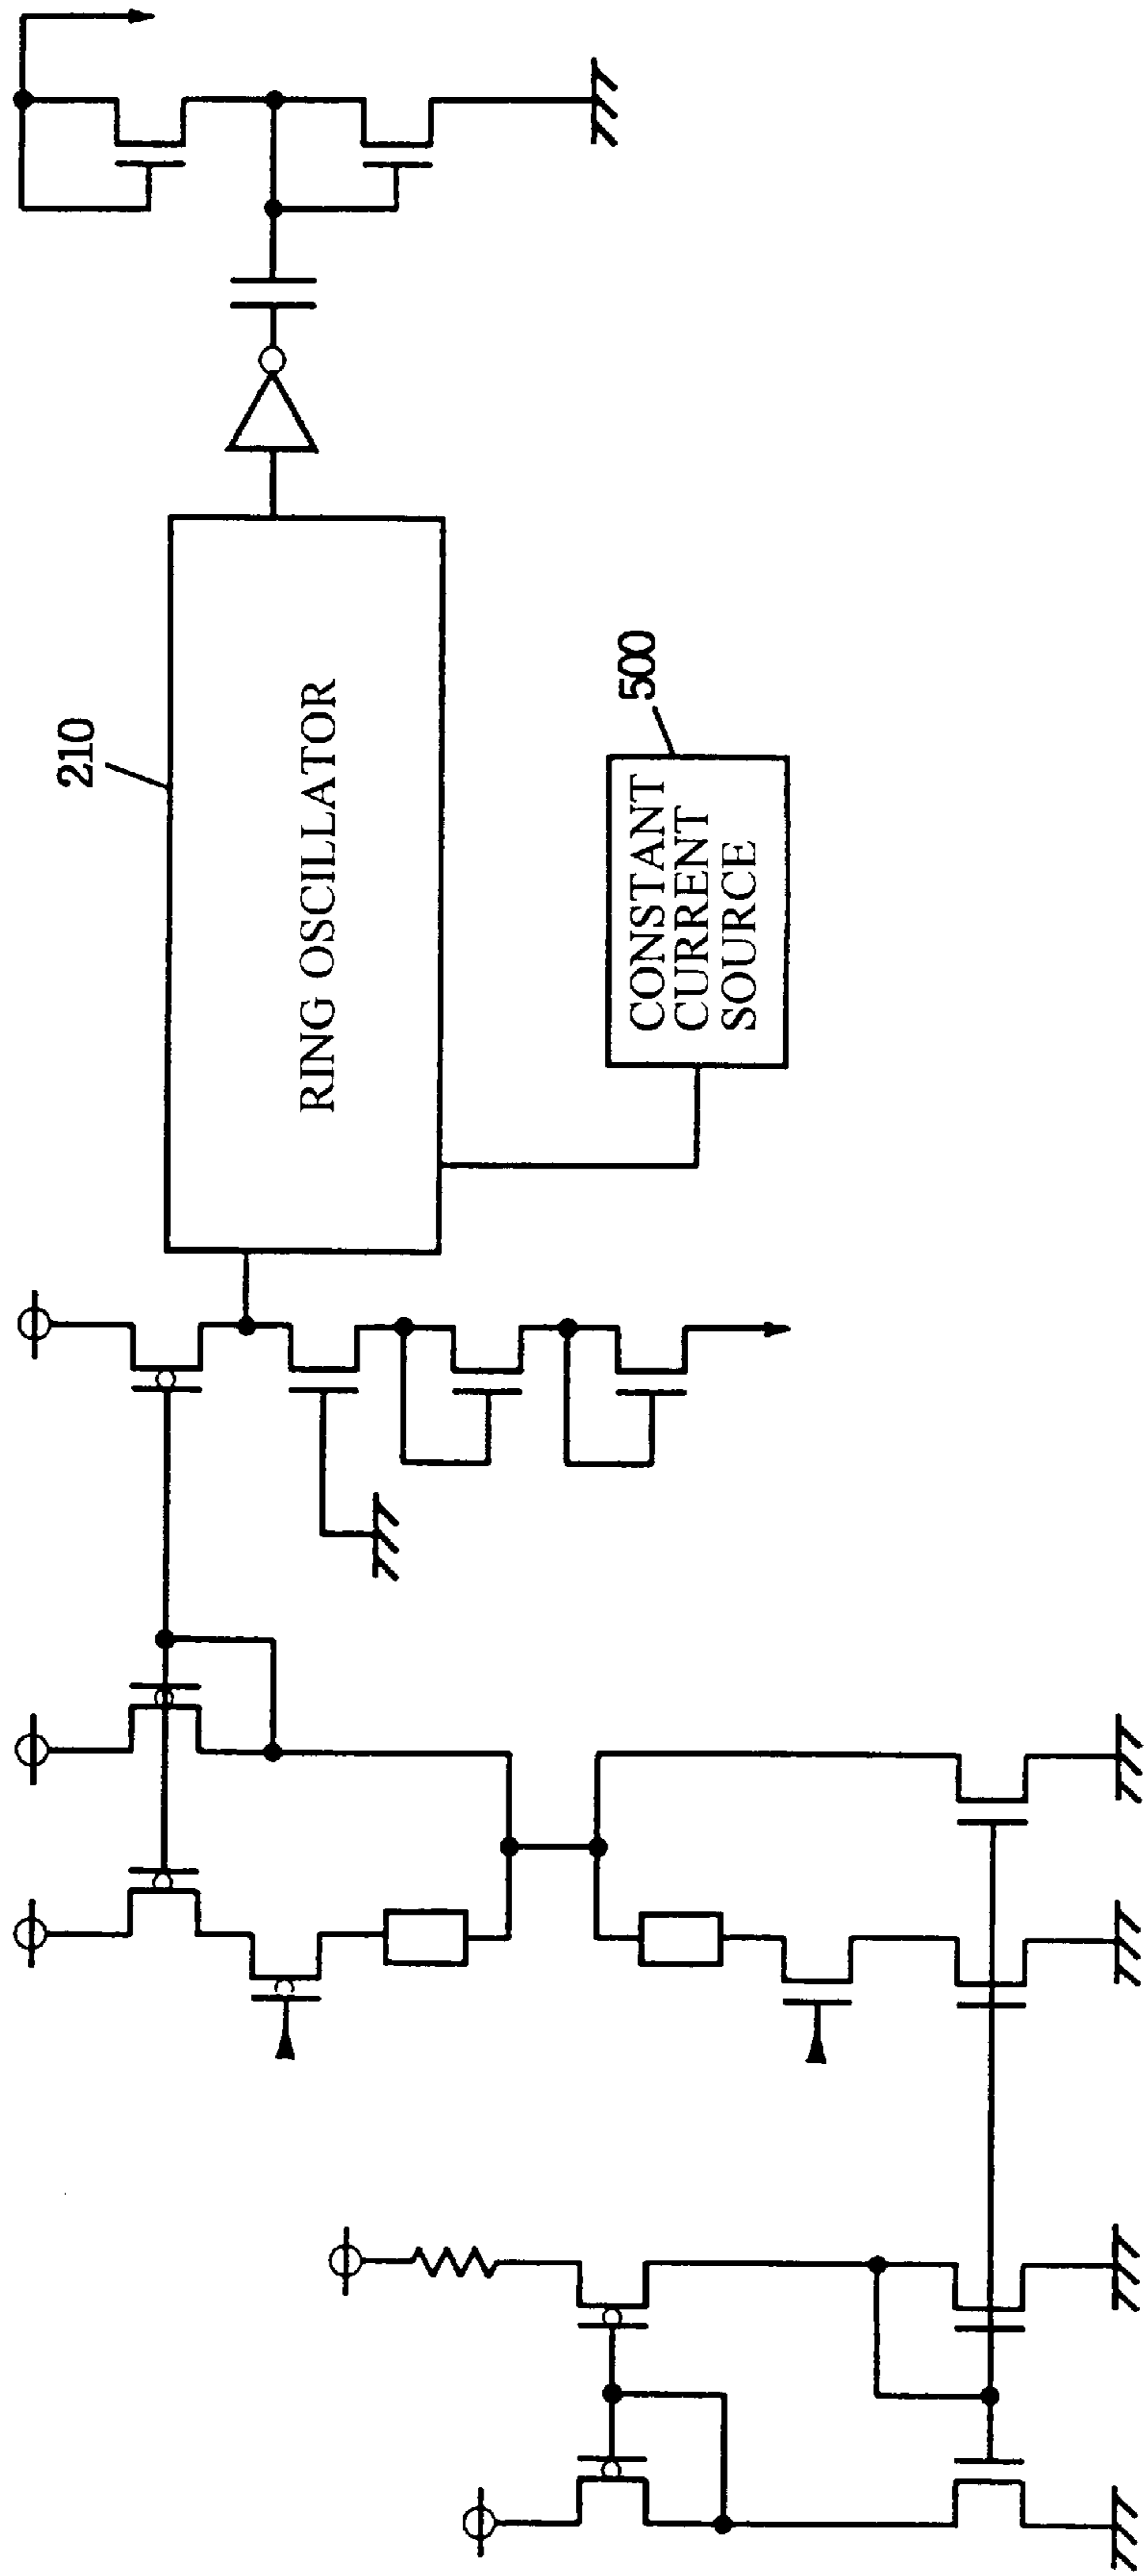 210
RING OSCILLATOR
500
CONSTANT
CURRENT
SOURCE